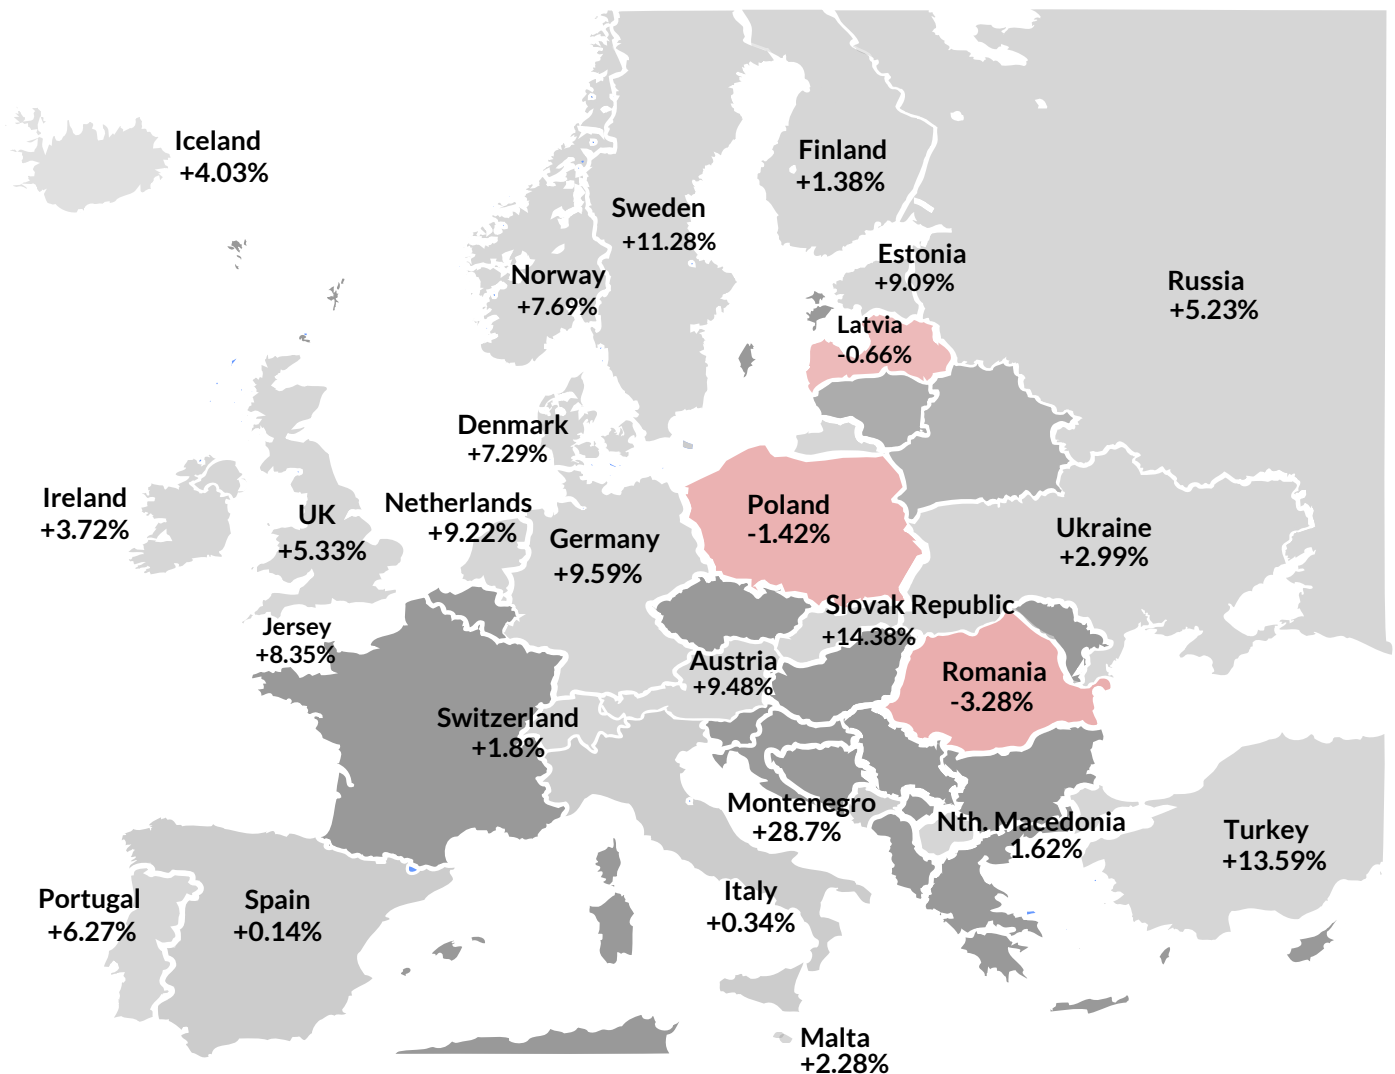 Iceland
+4.03%
Finland
+1.38%
Sweden
+11.28%
Estonia
+9.09%
Norway
+7.69%
Russia
+5.23%
Latvia
-0.66%
Denmark
+7.29%
Ireland
+3.72%
UK
+5.33%
Netherlands
+9.22%
Germany
+9.59%
Poland
-1.42%
Ukraine
+2.99%
Slovak Republic
+14.38%
Jersey
+8.35%
Austria
+9.48%
Romania
-3.28%
Switzerland
+1.8%
Montenegro
+28.7%
Nth. Macedonia
1.62%
Turkey
+13.59%
Portugal
+6.27%
Spain
+0.14%
Italy
+0.34%
Malta
+2.28%